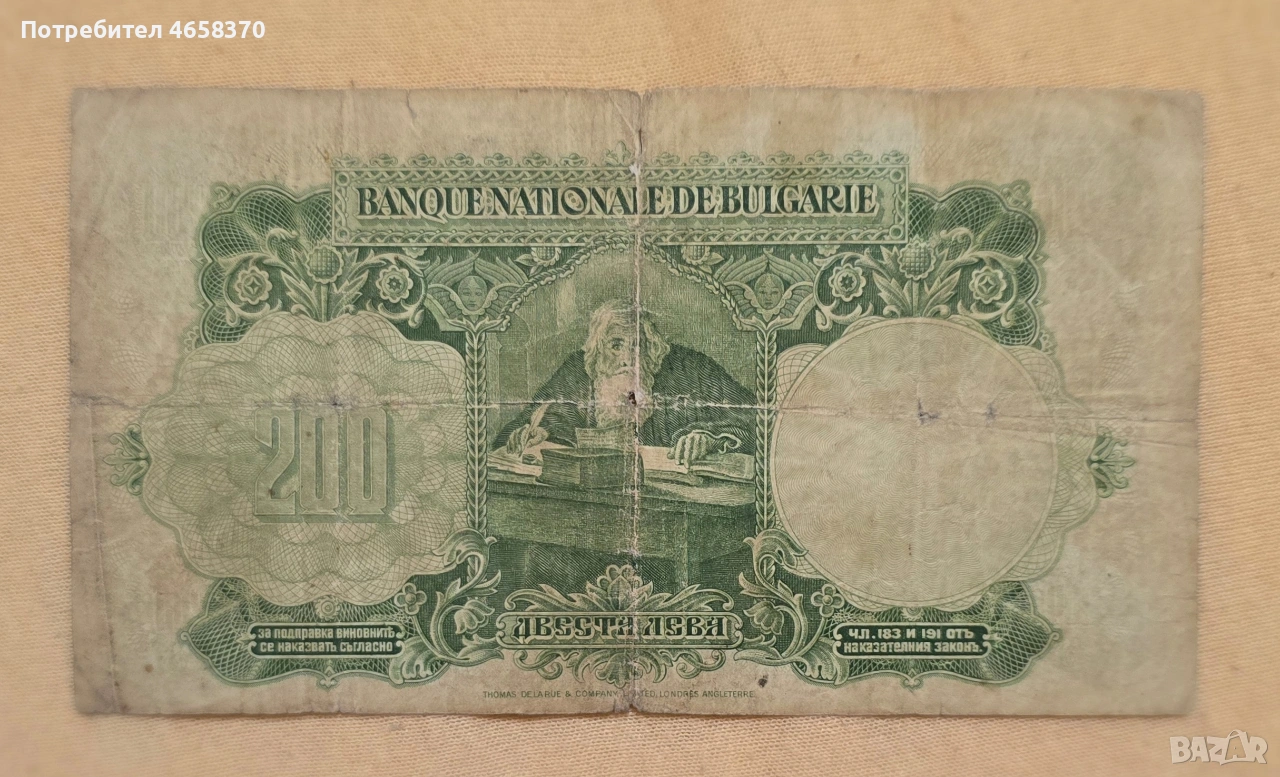 Потребител 4658370
BANQUE NATIONALE DE BULGARIE
200
ДВЕСТА ЛЕВА
ЗА ПОДПРАВКА ВИНОВНИТѢ
СЕ НАКАЗВАТЪ СЪГЛАСНО
ЧЛ. 183 И 191 ОТЪ
НАКАЗАТЕЛНИЯ ЗАКОНЪ.
THOMAS DE LA RUE & COMPANY, LIMITED, LONDRES ANGLETERRE.
BAZAR